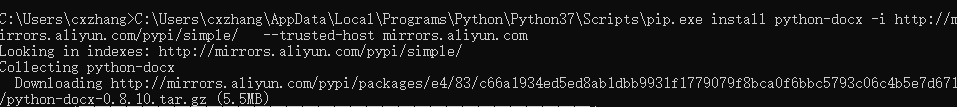 C:\Users\cxzhang>C:\Users\cxzhang\AppData\Local\Programs\Python\Python37\Scripts\pip.exe install python-docx -i http://m
irrors.aliyun.com/pypi/simple/   --trusted-host mirrors.aliyun.com
Looking in indexes: http://mirrors.aliyun.com/pypi/simple/
Collecting python-docx
  Downloading http://mirrors.aliyun.com/pypi/packages/e4/83/c66a1934ed5ed8ab1dbb9931f1779079f8bca0f6bbc5793c06c4b5e7d671
/python-docx-0.8.10.tar.gz (5.5MB)